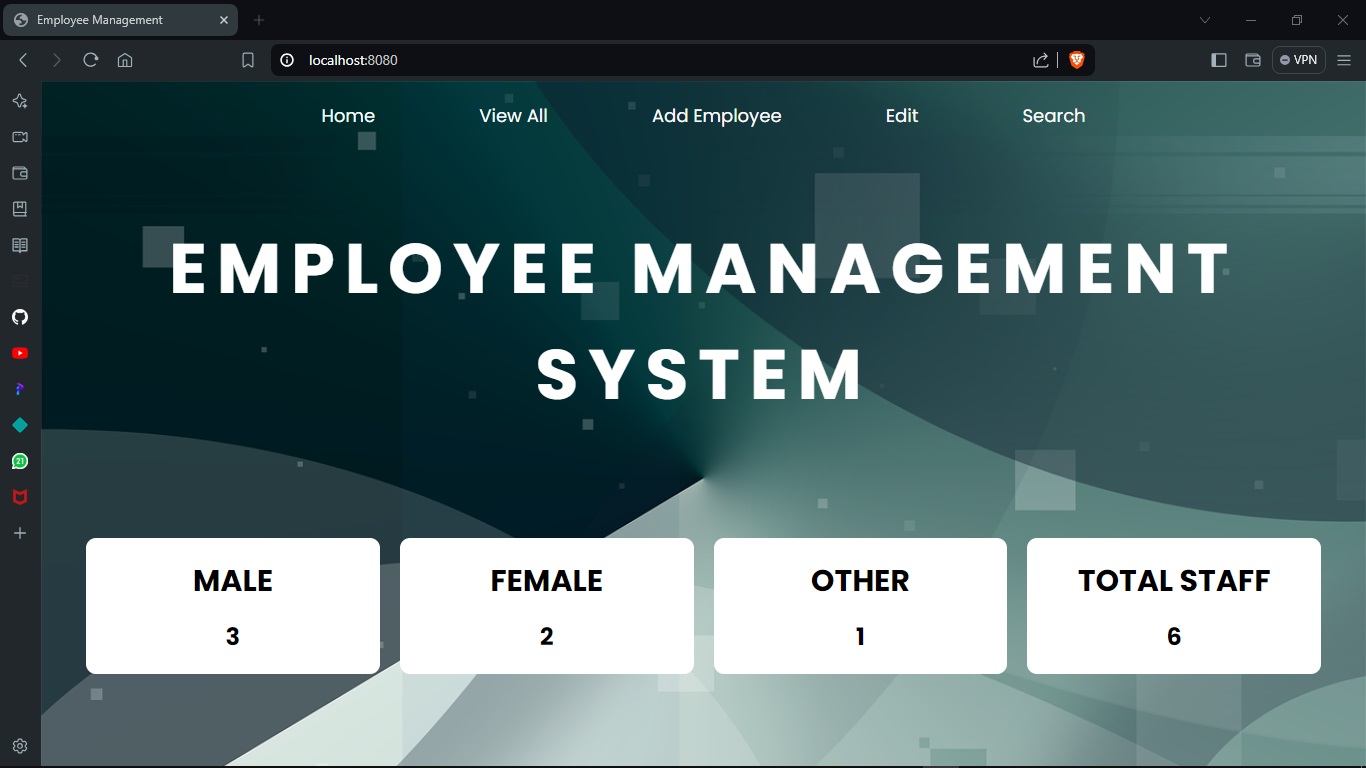 Employee Management
localhost:8080
VPN
Home View All Add Employee Edit Search
EMPLOYEE MANAGEMENT
SYSTEM
MALE FEMALE OTHER TOTAL STAFF
3 2 1 6
21